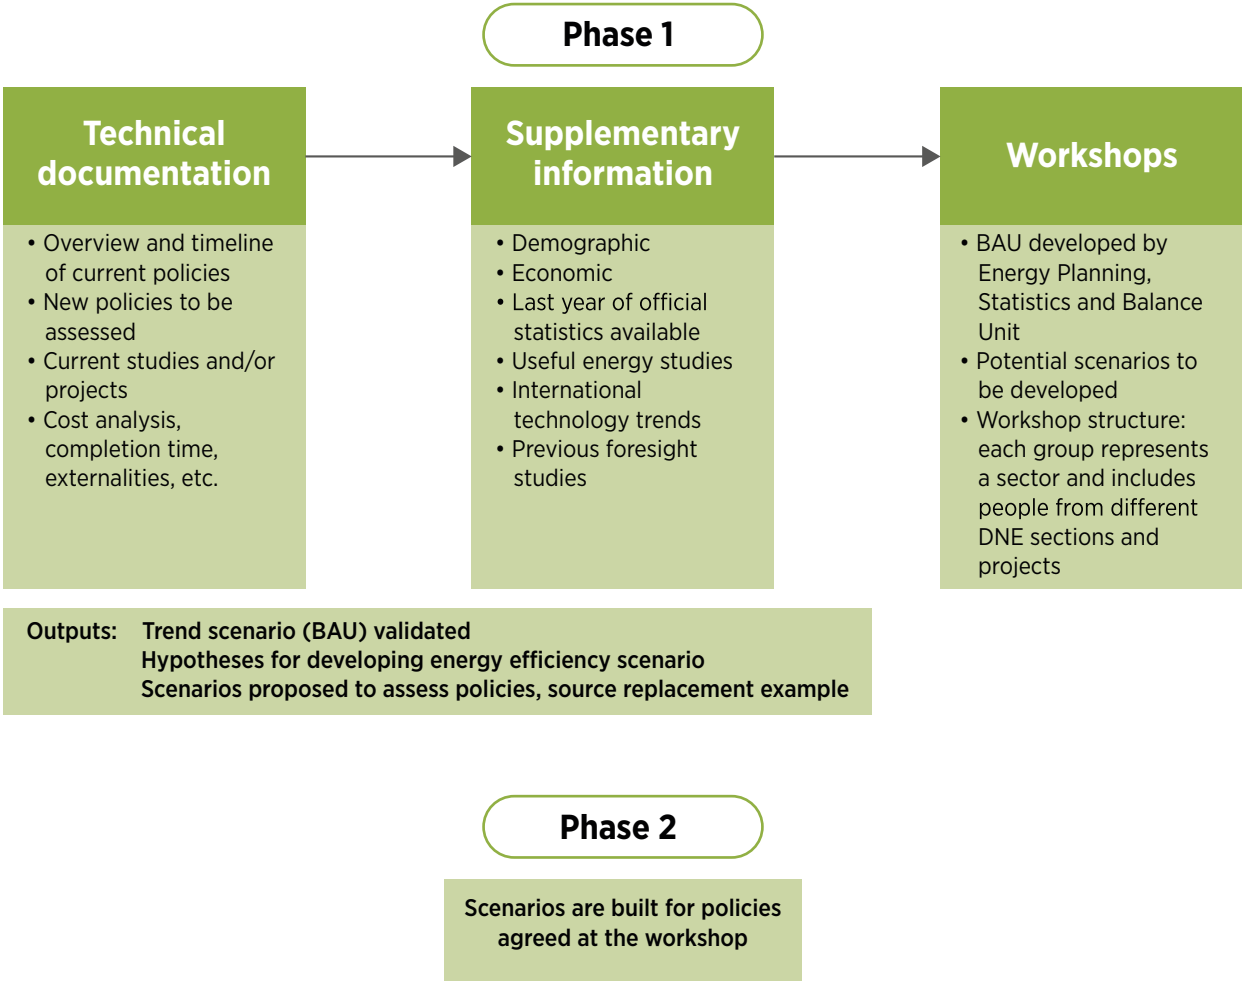 Phase 1
Technical
documentation
• Overview and timeline
of current policies
• New policies to be
assessed
• Current studies and/or
projects
• Cost analysis,
completion time,
externalities, etc.
Supplementary
information
• Demographic
• Economic
• Last year of official
statistics available
• Useful energy studies
• International
technology trends
• Previous foresight
studies
Workshops
• BAU developed by
Energy Planning,
Statistics and Balance
Unit
• Potential scenarios to
be developed
• Workshop structure:
each group represents
a sector and includes
people from different
DNE sections and
projects
Outputs: Trend scenario (BAU) validated
Hypotheses for developing energy efficiency scenario
Scenarios proposed to assess policies, source replacement example
Phase 2
Scenarios are built for policies
agreed at the workshop